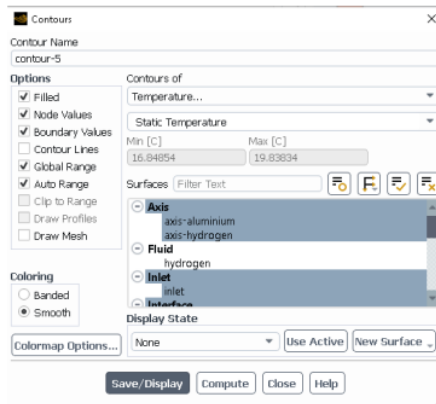 Contours
Contour Name
contour-5
Options
Filled
Node Values
Boundary Values
Contour Lines
Global Range
Auto Range
Clip to Range
Draw Profiles
Draw Mesh
Coloring
Banded
Smooth
Colormap Options...
Contours of
Temperature...
Static Temperature
Min [C] Max [C]
16.84854 19.83834
Surfaces Filter Text
Axis
axis-aluminium
axis-hydrogen
Fluid
hydrogen
Inlet
inlet
Interface
Display State
None Use Active New Surface
Save/Display Compute Close Help